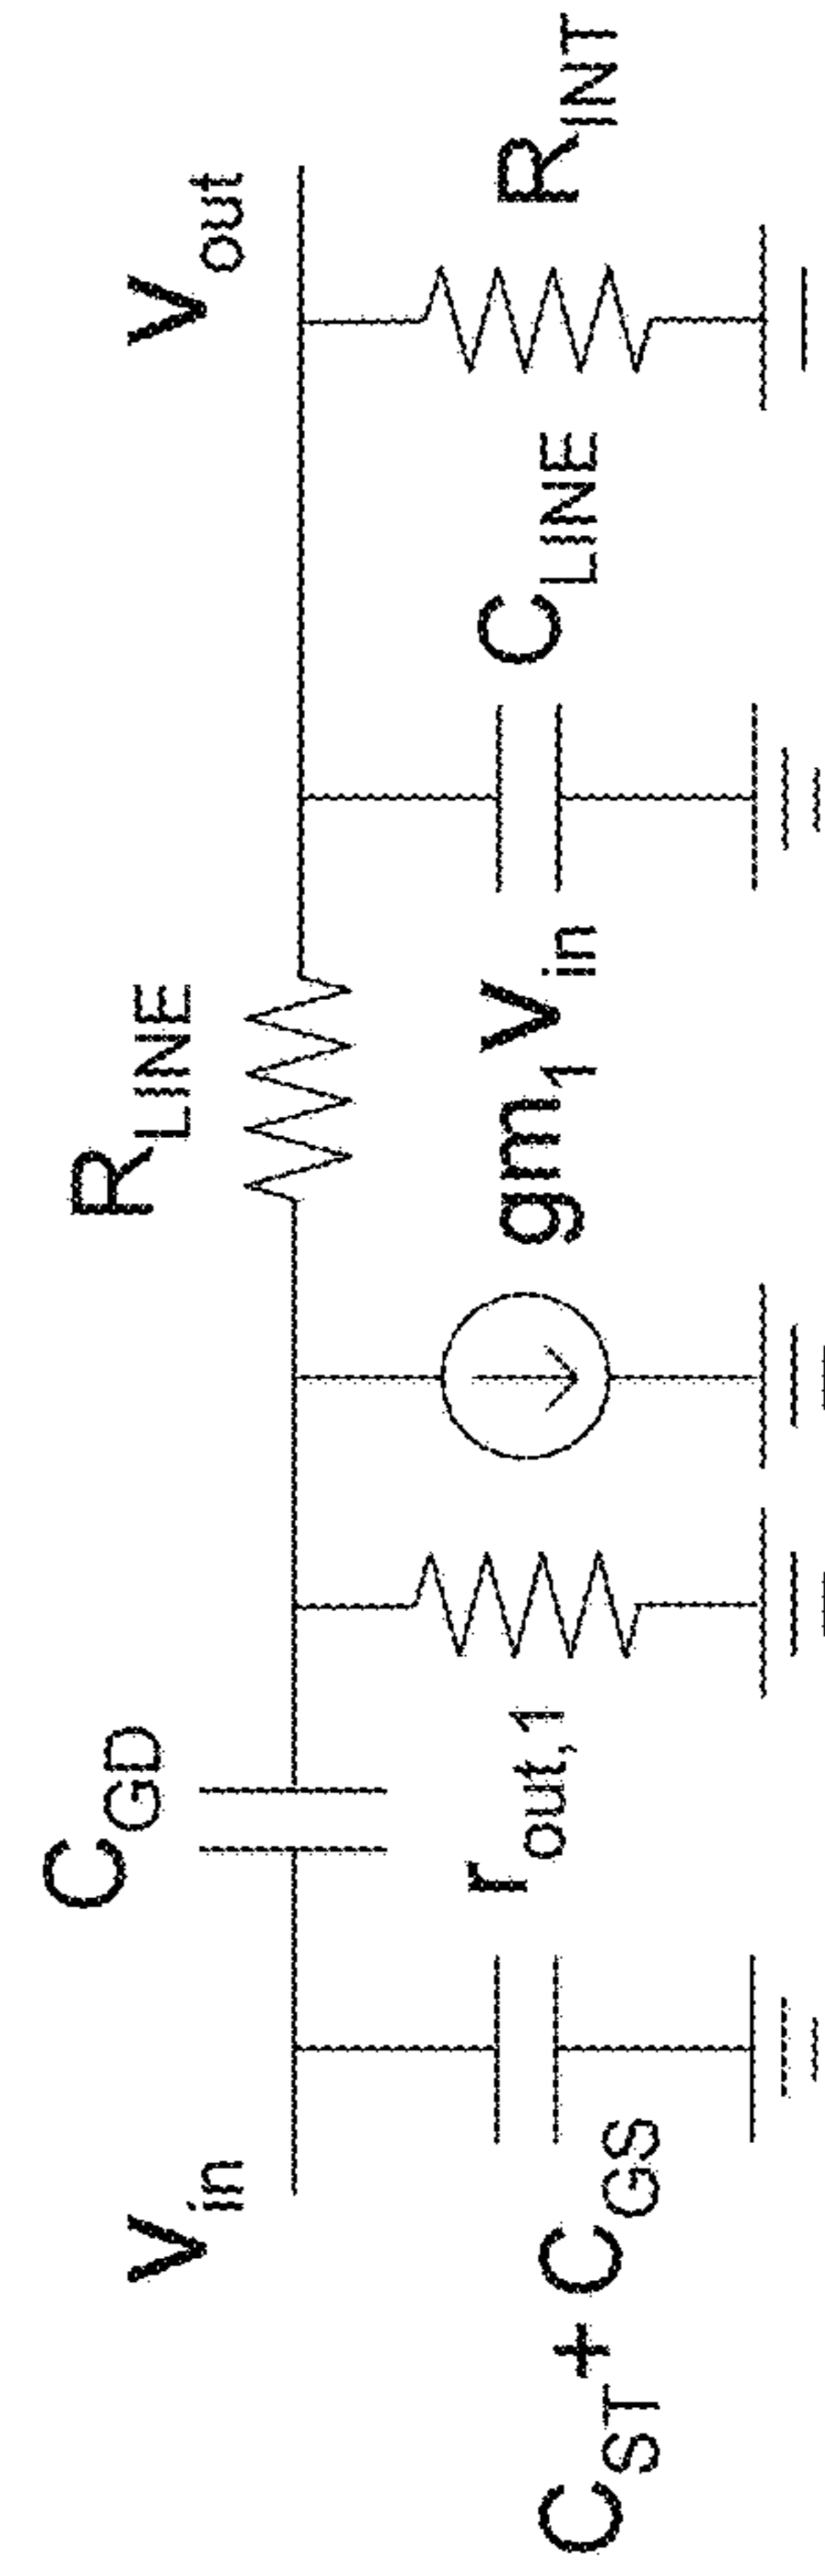 V_in
C_GD
R_LINE
V_out
C_ST + C_GS
r_out,1
gm_1 V_in
C_LINE
R_INT